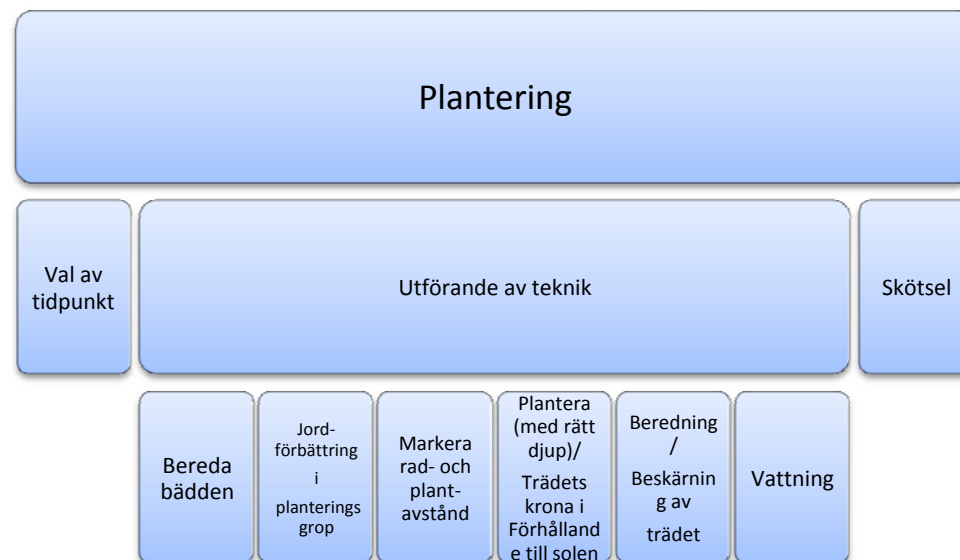 Plantering
Val av
tidpunkt
Utförande av teknik
Skötsel
Bereda
bädden
Jord-
förbättring
i
planterings
grop
Markera
rad- och
plant-
avstånd
Plantera
(med rätt
djup)/
Trädets
krona i
Förhålland
e till solen
Beredning
/
Beskärnin
g av
trädet
Vattning